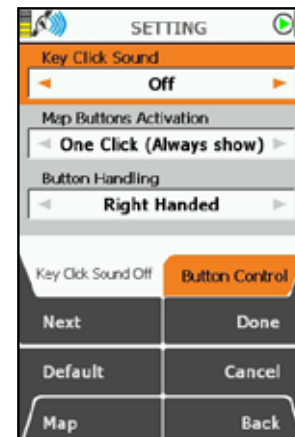 SETTING
Key Click Sound
Off
Map Buttons Activation
One Click (Always show)
Button Handling
Right Handed
Key Click Sound Off
Button Control
Next
Done
Default
Cancel
Map
Back